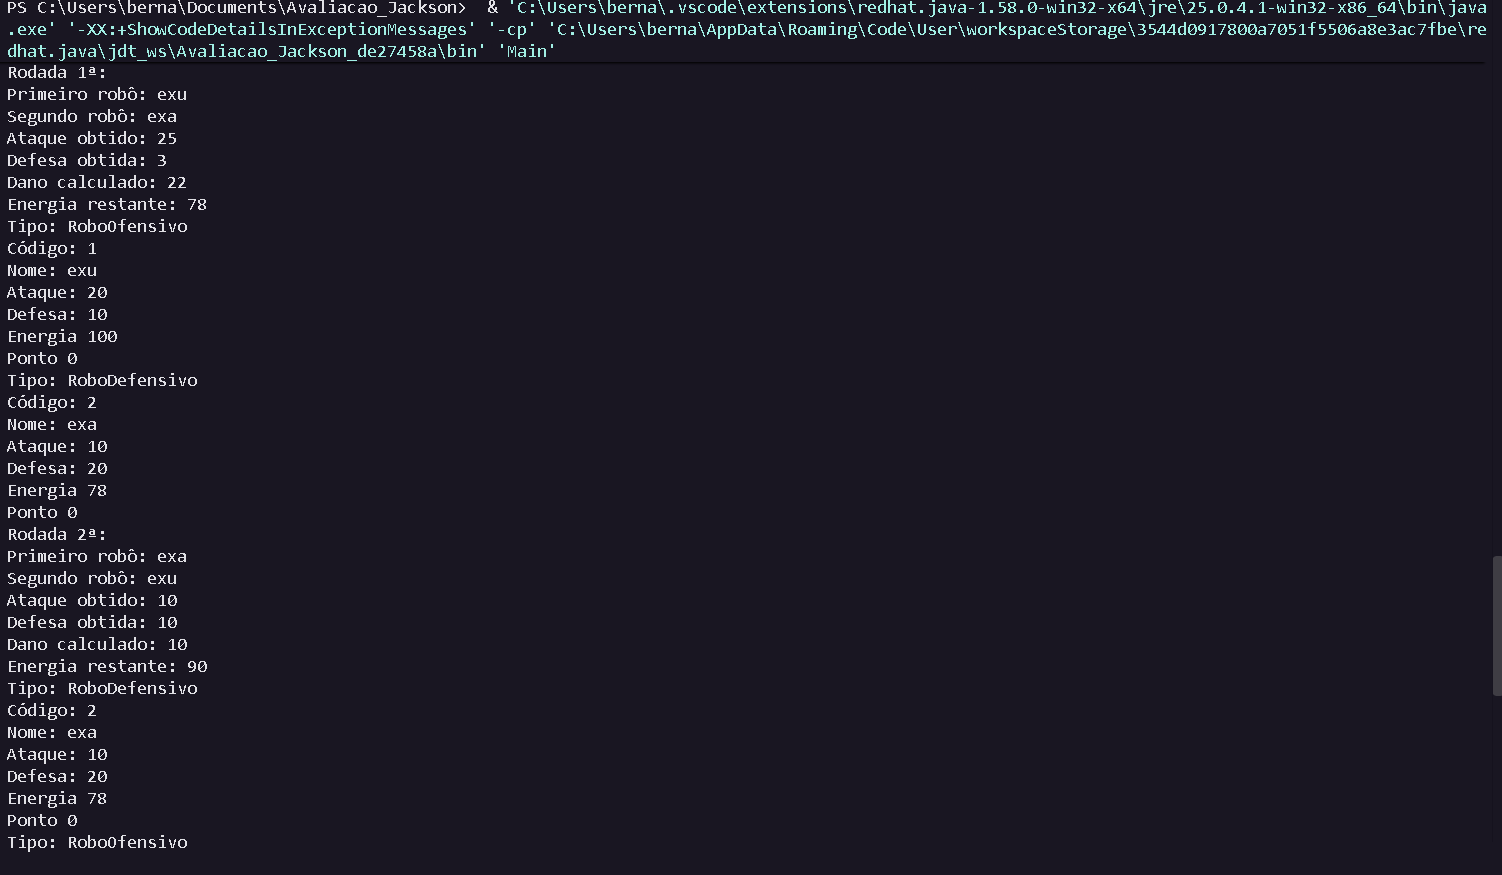 PS C:\Users\berna\Documents\Avaliacao_Jackson>  & 'C:\Users\berna\.vscode\extensions\redhat.java-1.58.0-win32-x64\jre\25.0.4.1-win32-x86_64\bin\java
.exe' '-XX:+ShowCodeDetailsInExceptionMessages' '-cp' 'C:\Users\berna\AppData\Roaming\Code\User\workspaceStorage\3544d0917800a7051f5506a8e3ac7fbe\re
dhat.java\jdt_ws\Avaliacao_Jackson_de27458a\bin' 'Main'
Rodada 1ª:
Primeiro robô: exu
Segundo robô: exa
Ataque obtido: 25
Defesa obtida: 3
Dano calculado: 22
Energia restante: 78
Tipo: RoboOfensivo
Código: 1
Nome: exu
Ataque: 20
Defesa: 10
Energia 100
Ponto 0
Tipo: RoboDefensivo
Código: 2
Nome: exa
Ataque: 10
Defesa: 20
Energia 78
Ponto 0
Rodada 2ª:
Primeiro robô: exa
Segundo robô: exu
Ataque obtido: 10
Defesa obtida: 10
Dano calculado: 10
Energia restante: 90
Tipo: RoboDefensivo
Código: 2
Nome: exa
Ataque: 10
Defesa: 20
Energia 78
Ponto 0
Tipo: RoboOfensivo